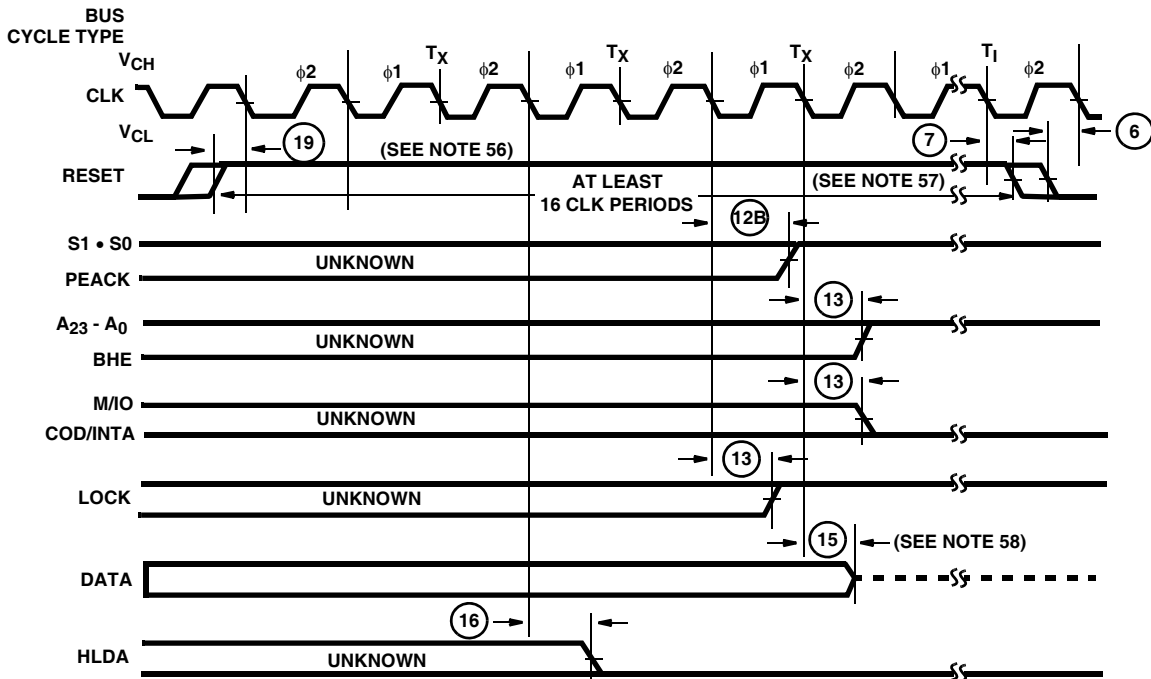 BUS
CYCLE TYPE
VCH
CLK
VCL
ϕ2
ϕ1
TX
ϕ2
ϕ1
TX
ϕ2
ϕ1
TX
ϕ2
ϕ1
TI
ϕ2
19
7
6
RESET
(SEE NOTE 56)
AT LEAST
16 CLK PERIODS
(SEE NOTE 57)
12B
S1 • S0
UNKNOWN
PEACK
13
A23 - A0
UNKNOWN
BHE
13
M/IO
UNKNOWN
COD/INTA
13
LOCK
UNKNOWN
15
(SEE NOTE 58)
DATA
16
HLDA
UNKNOWN